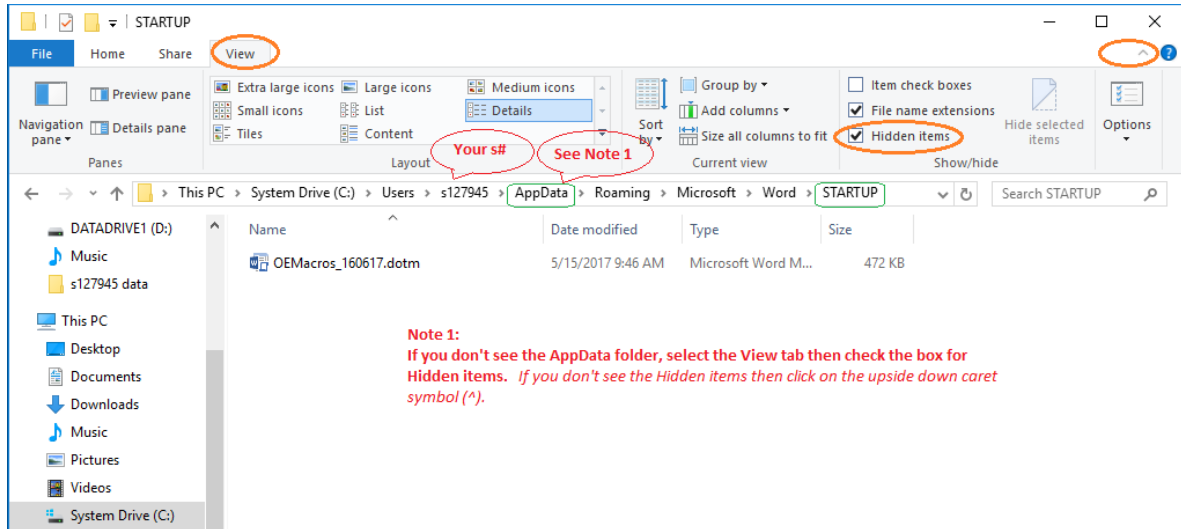 STARTUP
File Home Share View
Extra large icons Large icons Medium icons Group by Item check boxes
Preview pane
Small icons List Details Add columns File name extensions
Navigation pane Details pane Sort by Hide selected items Options
Tiles Content Size all columns to fit Hidden items
Panes Layout Current view Show/hide
Your s# See Note 1
This PC > System Drive (C:) > Users > s127945 > AppData > Roaming > Microsoft > Word > STARTUP Search STARTUP
DATADRIVE1 (D:) Name Date modified Type Size
Music OEMacros_160617.dotm 5/15/2017 9:46 AM Microsoft Word M... 472 KB
s127945 data
This PC
Desktop
Documents
Downloads
Music
Pictures
Videos
System Drive (C:)
Note 1:
If you don't see the AppData folder, select the View tab then check the box for
Hidden items. If you don't see the Hidden items then click on the upside down caret
symbol (^).